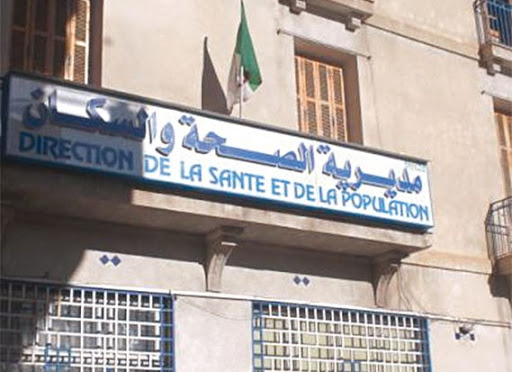 مديرية الصحة والسكان
DIRECTION DE LA SANTE ET DE LA POPULATION